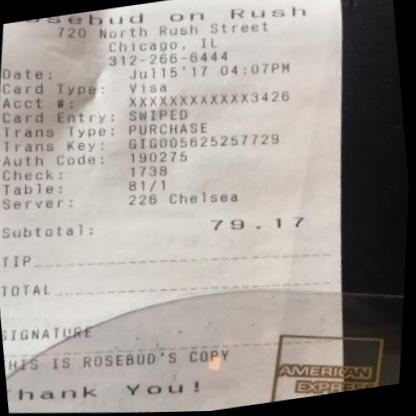 osebud on Rush
720 North Rush Street
Chicago, IL
312-266-6444
Date: Jul15'17 04:07PM
Card Type: Visa
Acct #: XXXXXXXXXXXX3426
Card Entry: SWIPED
Trans Type: PURCHASE
Trans Key: GIG005625257729
Auth Code: 190275
Check: 1738
Table: 81/1
Server: 226 Chelsea
Subtotal: 79.17
TIP
TOTAL
SIGNATURE
HIS IS ROSEBUD'S COPY
hank You!
AMERICAN
EXPRESS